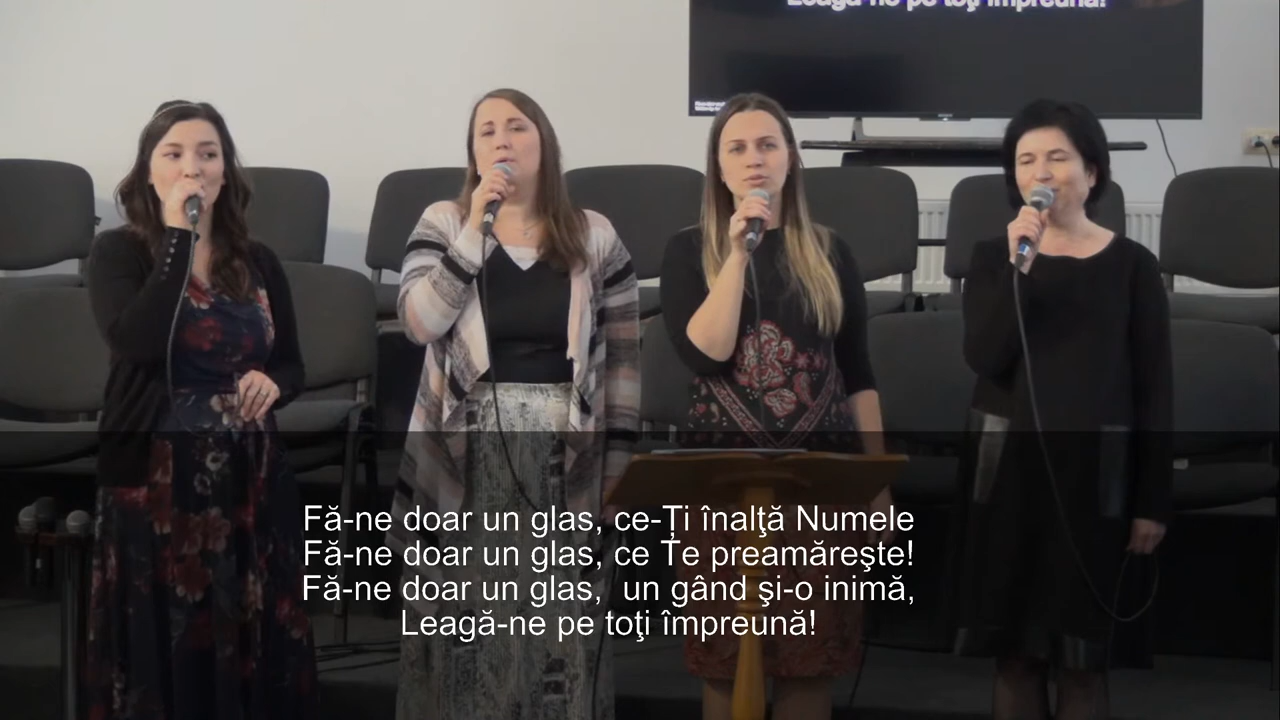 Leagă-ne pe toţi împreună!
Fă-ne doar un glas, ce-Ți înalţă Numele
Fă-ne doar un glas, ce Te preamăreşte!
Fă-ne doar un glas,  un gând şi-o inimă,
Leagă-ne pe toţi împreună!